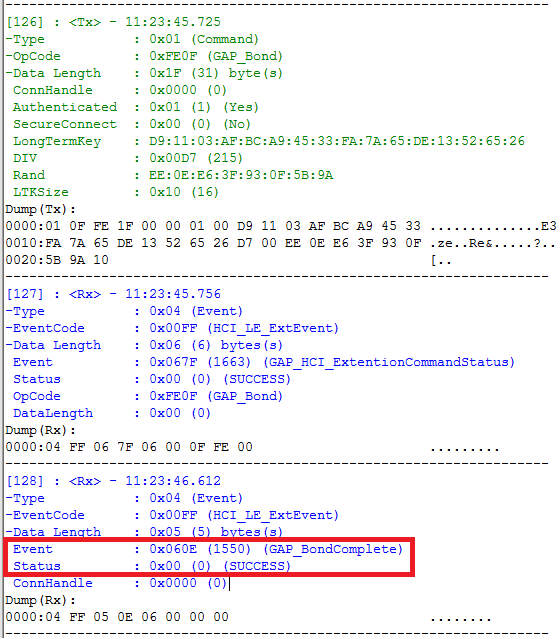 ------------------------------------------------------------------
[126] : <Tx> - 11:23:45.725
-Type : 0x01 (Command)
-OpCode : 0xFE0F (GAP_Bond)
-Data Length : 0x1F (31) byte(s)
ConnHandle : 0x0000 (0)
Authenticated : 0x01 (1) (Yes)
SecureConnect : 0x00 (0) (No)
LongTermKey : D9:11:03:AF:BC:A9:45:33:FA:7A:65:DE:13:52:65:26
DIV : 0x00D7 (215)
Rand : EE:0E:E6:3F:93:0F:5B:9A
LTKSize : 0x10 (16)
Dump(Tx):
0000:01 0F FE 1F 00 00 01 00 D9 11 03 AF BC A9 45 33 ..............E3
0010:FA 7A 65 DE 13 52 65 26 D7 00 EE 0E E6 3F 93 0F .ze..Re&.....?..
0020:5B 9A 10 [..
------------------------------------------------------------------
[127] : <Rx> - 11:23:45.756
-Type : 0x04 (Event)
-EventCode : 0x00FF (HCI_LE_ExtEvent)
-Data Length : 0x06 (6) bytes(s)
Event : 0x067F (1663) (GAP_HCI_ExtentionCommandStatus)
Status : 0x00 (0) (SUCCESS)
OpCode : 0xFE0F (GAP_Bond)
DataLength : 0x00 (0)
Dump(Rx):
0000:04 FF 06 7F 06 00 0F FE 00 .........
------------------------------------------------------------------
[128] : <Rx> - 11:23:46.612
-Type : 0x04 (Event)
-EventCode : 0x00FF (HCI_LE_ExtEvent)
-Data Length : 0x05 (5) bytes(s)
Event : 0x060E (1550) (GAP_BondComplete)
Status : 0x00 (0) (SUCCESS)
ConnHandle : 0x0000 (0)
Dump(Rx):
0000:04 FF 05 0E 06 00 00 00 ........
------------------------------------------------------------------